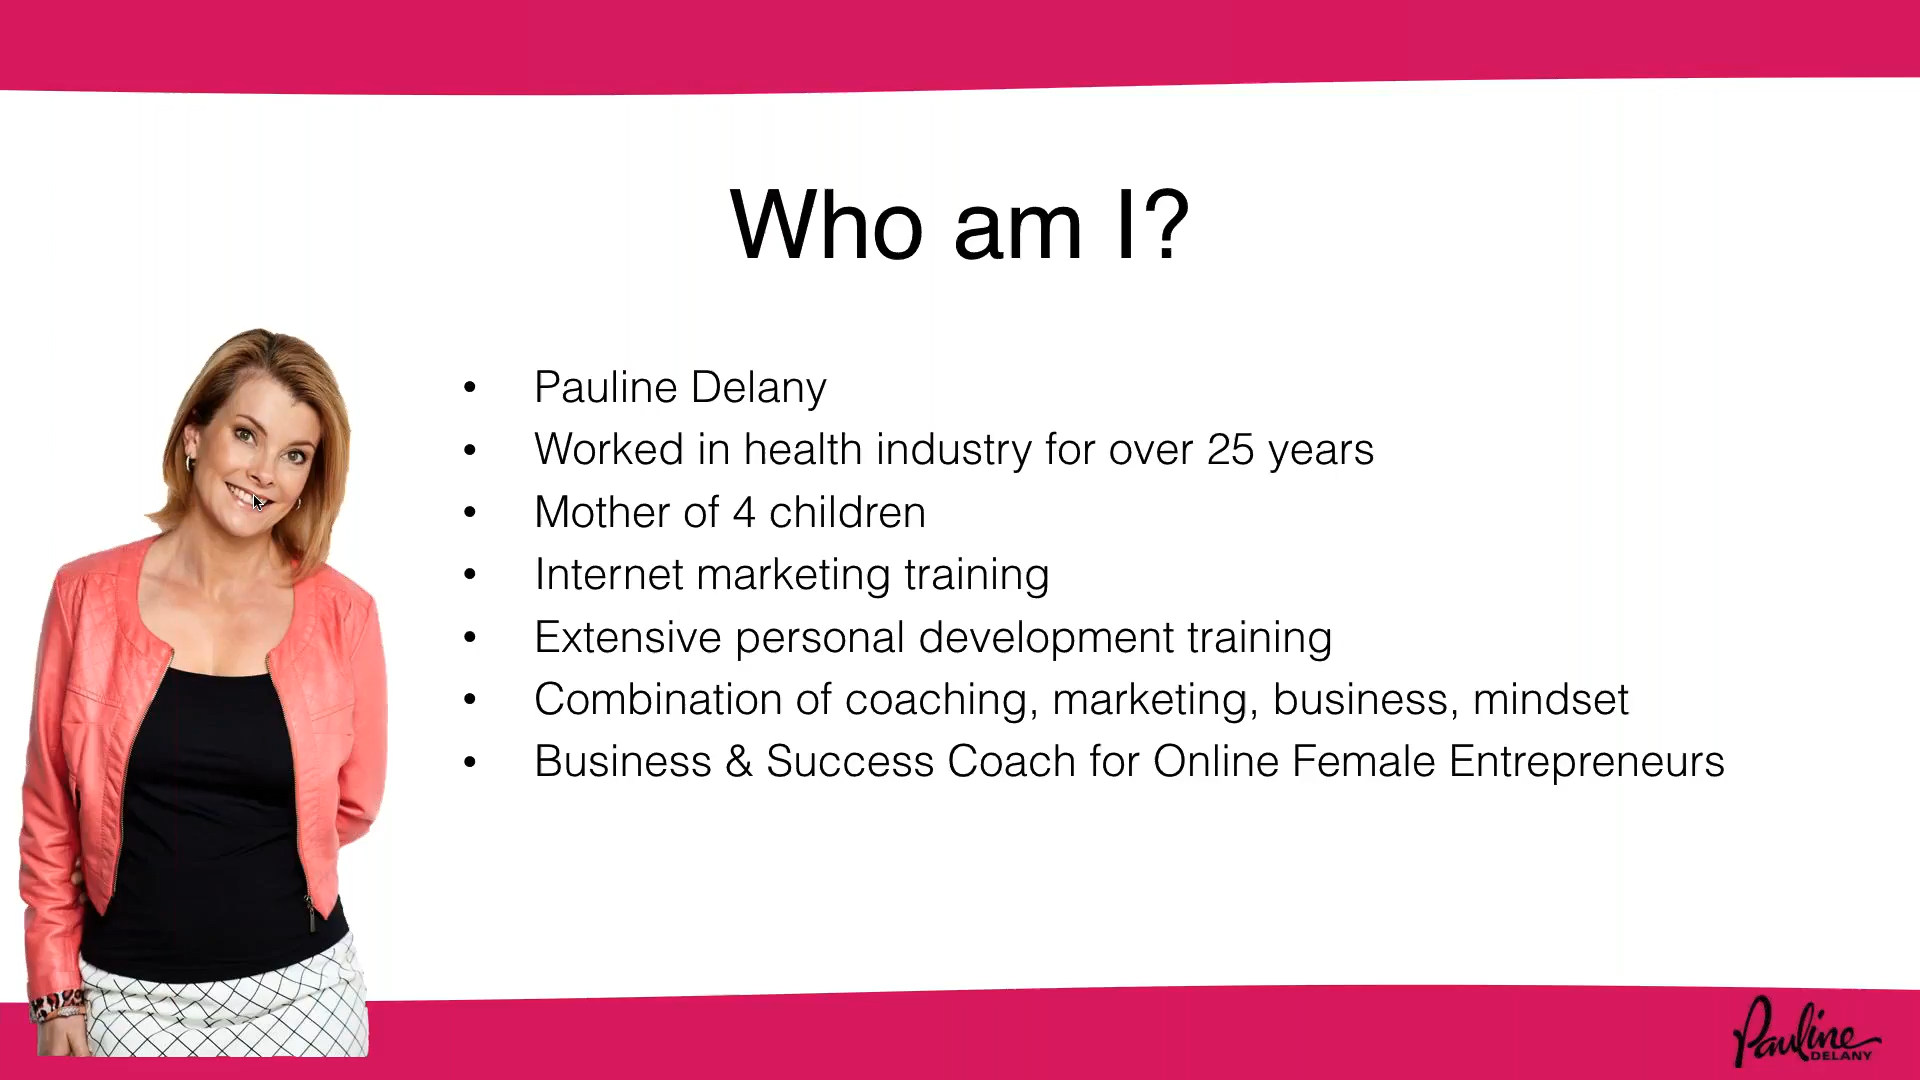 Who am I?
• Pauline Delany
• Worked in health industry for over 25 years
• Mother of 4 children
• Internet marketing training
• Extensive personal development training
• Combination of coaching, marketing, business, mindset
• Business & Success Coach for Online Female Entrepreneurs
Pauline
DELANY